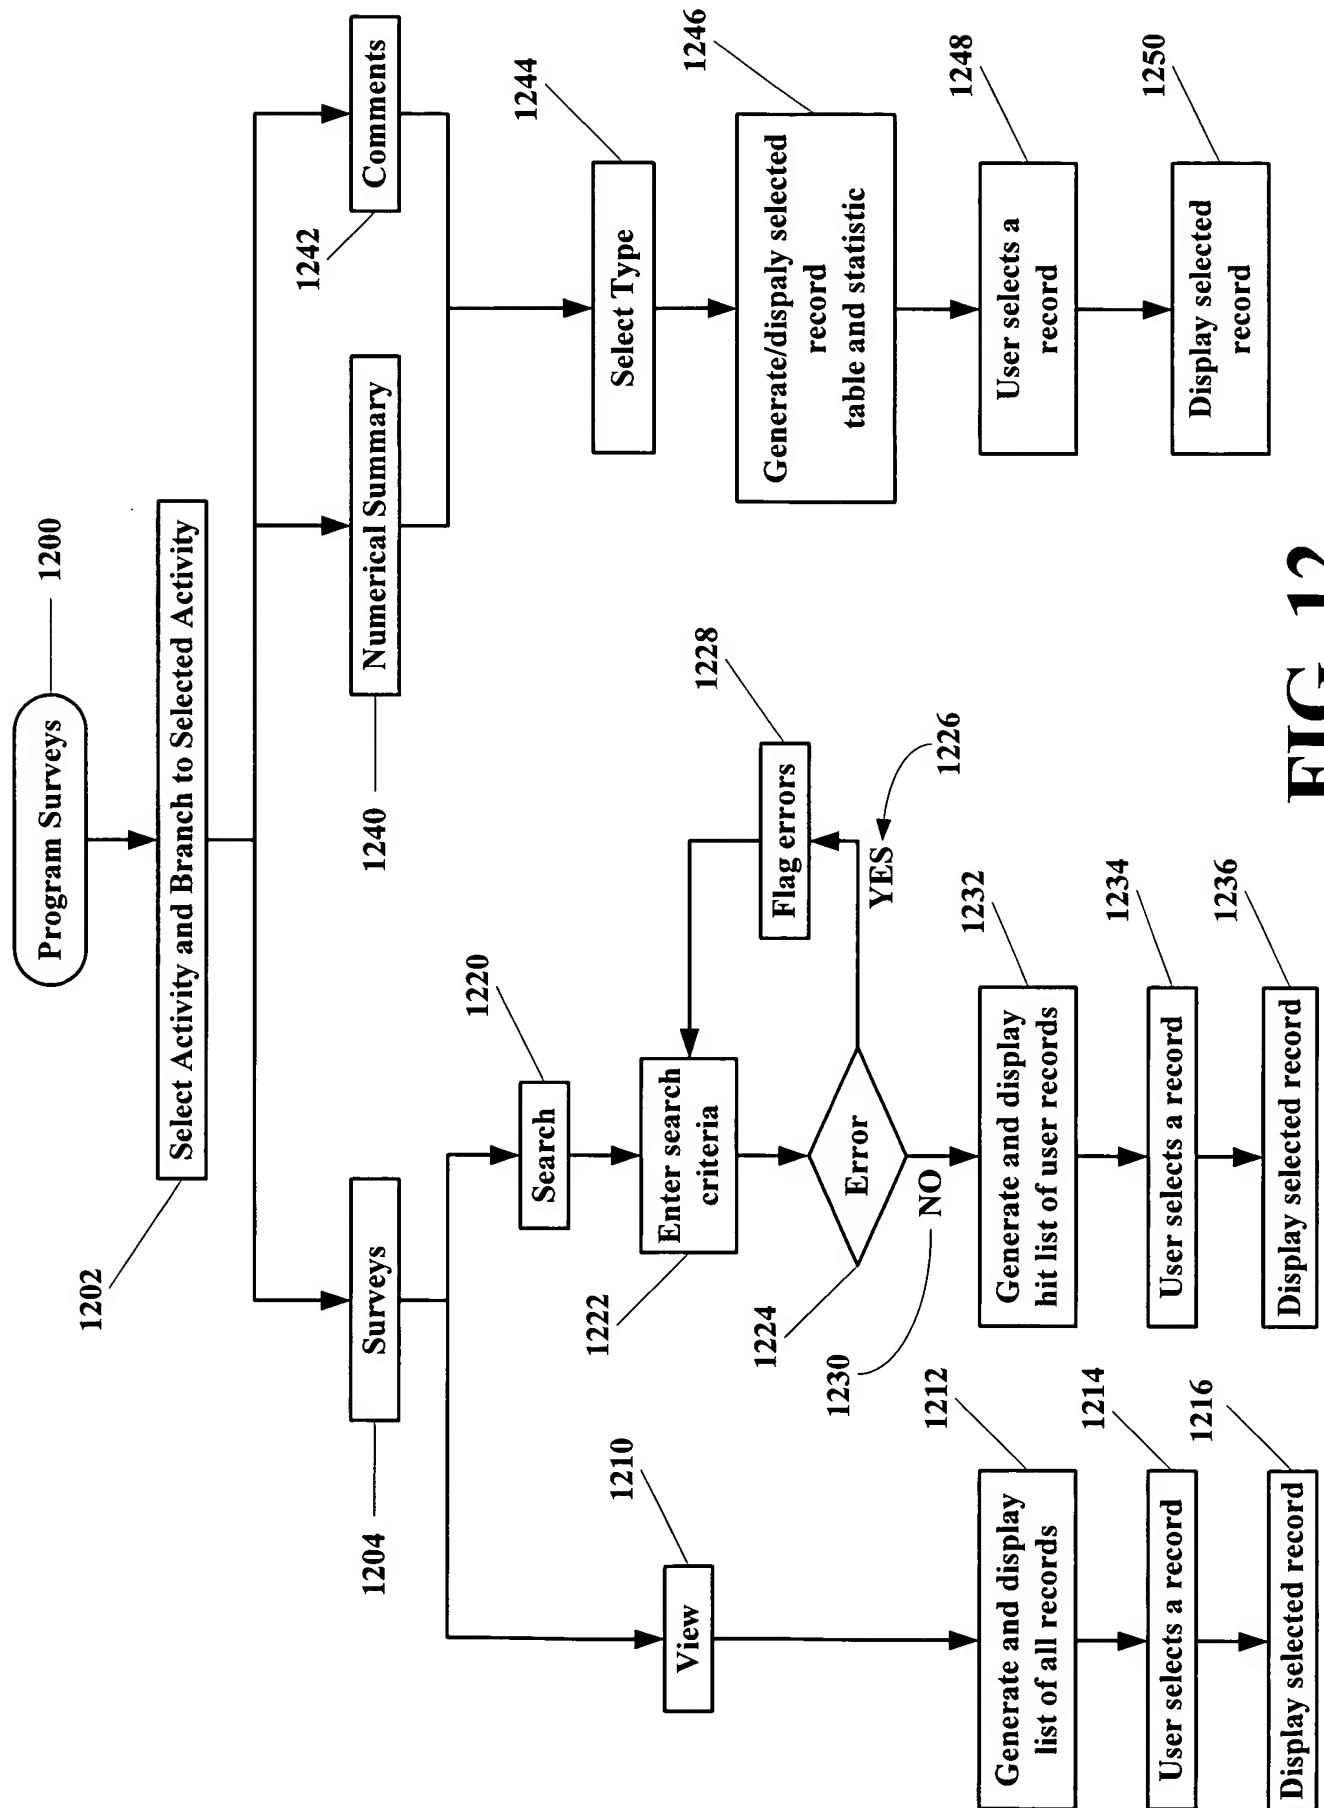 Program Surveys
1200
Select Activity and Branch to Selected Activity
1202
Surveys
1204
Numerical Summary
1240
Comments
1242
View
1210
Generate and display
list of all records
1212
User selects a record
1214
Display selected record
1216
Search
1220
Enter search
criteria
1222
Error
1224
YES
1226
Flag errors
1228
NO
1230
Generate and display
hit list of user records
1232
User selects a record
1234
Display selected record
1236
Select Type
1244
Generate/dispaly selected
record
table and statistic
1246
User selects a
record
1248
Display selected
record
1250
FIG. 12